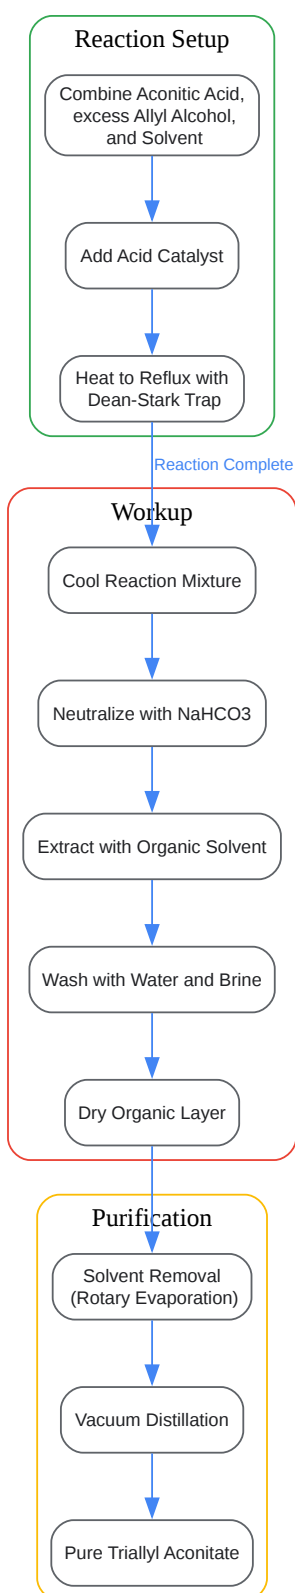 Reaction Setup
Combine Aconitic Acid,
excess Allyl Alcohol,
and Solvent
Add Acid Catalyst
Heat to Reflux with
Dean-Stark Trap
Reaction Complete
Workup
Cool Reaction Mixture
Neutralize with NaHCO3
Extract with Organic Solvent
Wash with Water and Brine
Dry Organic Layer
Purification
Solvent Removal
(Rotary Evaporation)
Vacuum Distillation
Pure Triallyl Aconitate